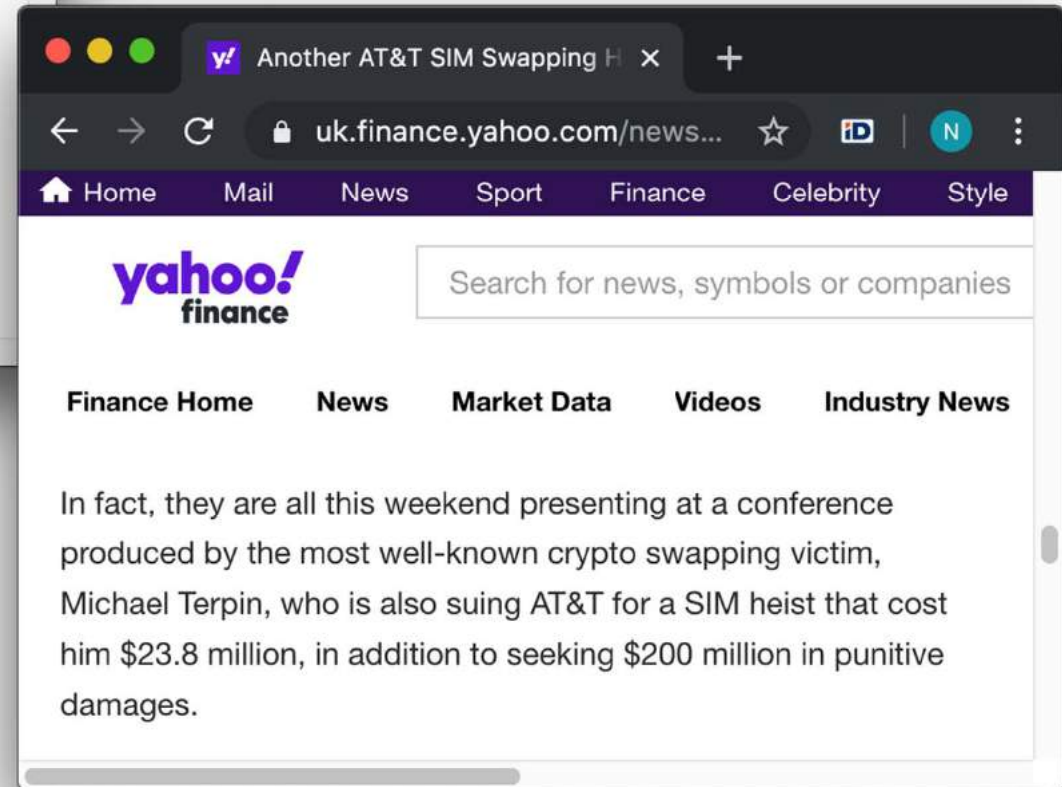 y! Another AT&T SIM Swapping H
uk.finance.yahoo.com/news... iD N
Home Mail News Sport Finance Celebrity Style
yahoo!
finance
Search for news, symbols or companies
Finance Home News Market Data Videos Industry News
In fact, they are all this weekend presenting at a conference
produced by the most well-known crypto swapping victim,
Michael Terpin, who is also suing AT&T for a SIM heist that cost
him $23.8 million, in addition to seeking $200 million in punitive
damages.